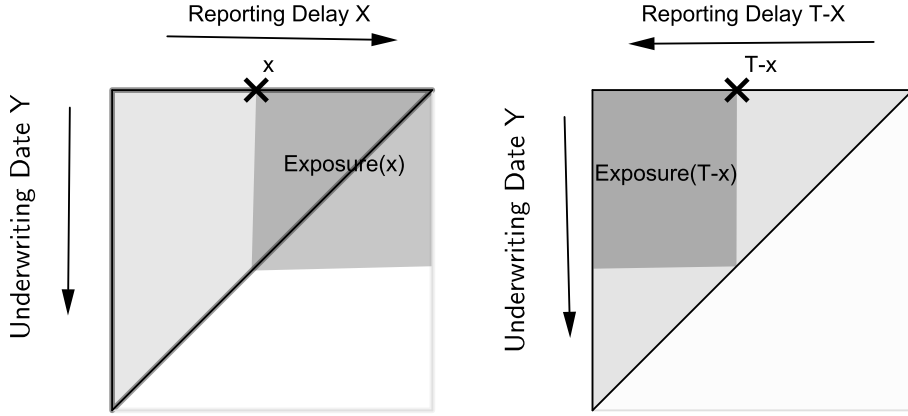 Reporting Delay X
x
Underwriting Date Y
Exposure(x)
Reporting Delay T-X
T-x
Underwriting Date Y
Exposure(T-x)